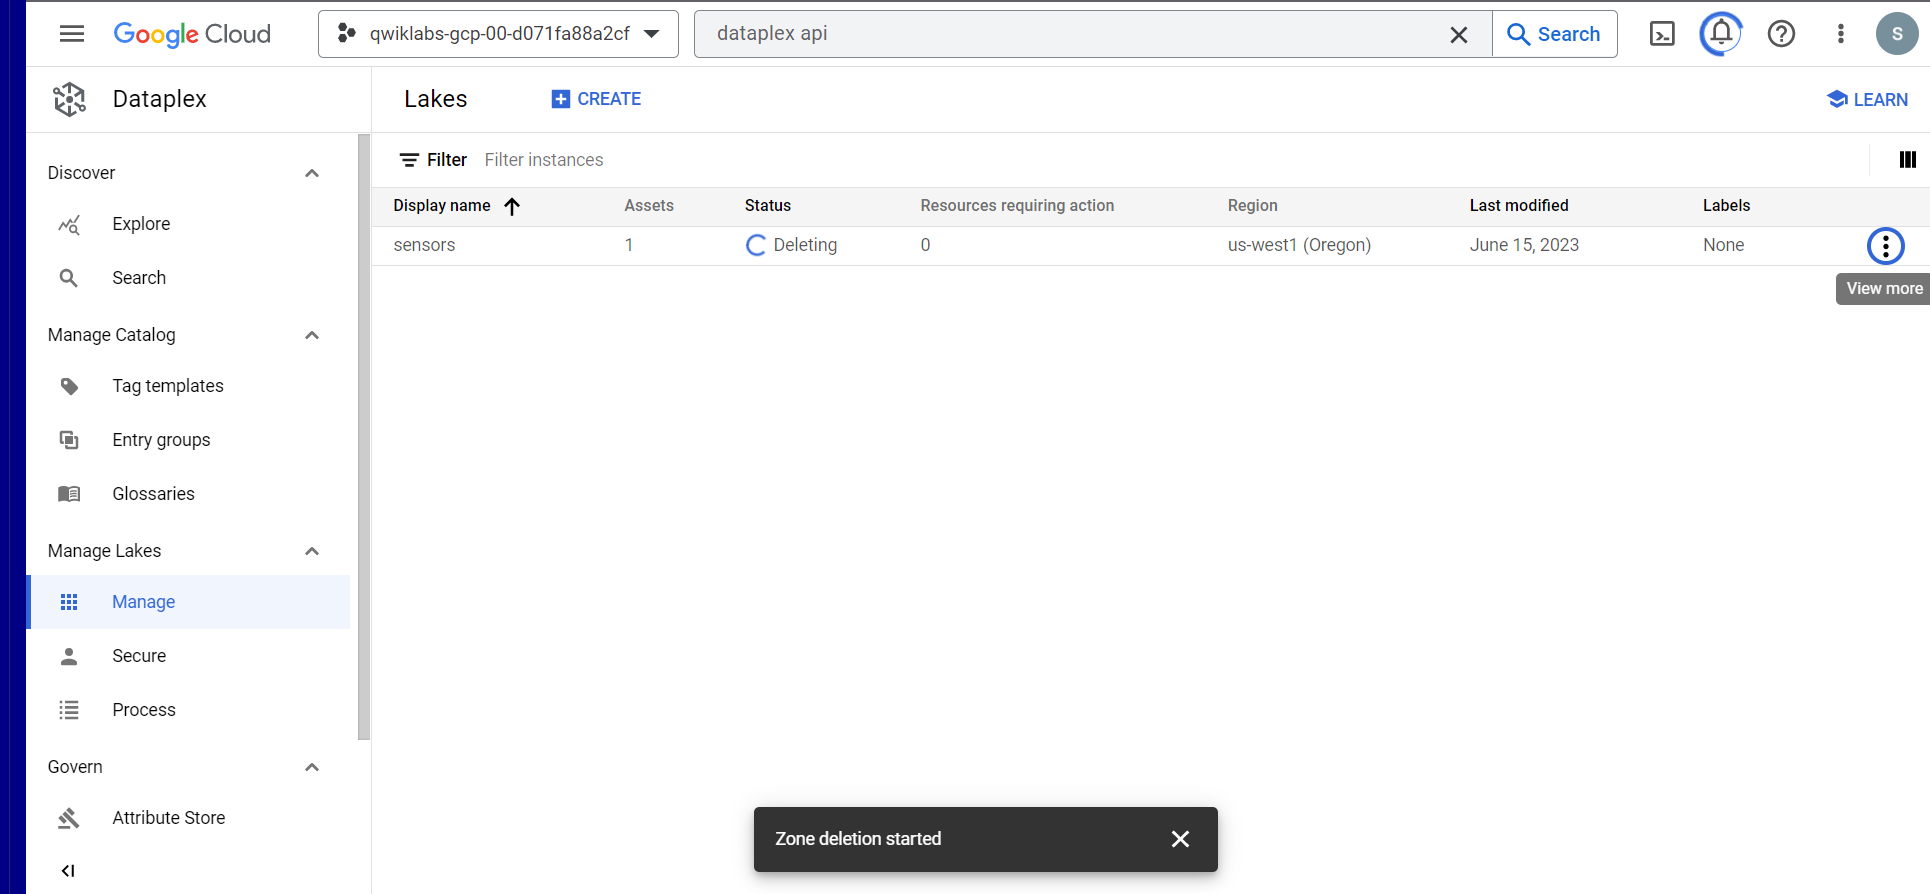 Google Cloud
qwiklabs-gcp-00-d071fa88a2cf
dataplex api
Search
S
Dataplex
Lakes
CREATE
LEARN
Discover
Explore
Search
Manage Catalog
Tag templates
Entry groups
Glossaries
Manage Lakes
Manage
Secure
Process
Govern
Attribute Store
Filter Filter instances
Display name Assets Status Resources requiring action Region Last modified Labels
sensors 1 Deleting 0 us-west1 (Oregon) June 15, 2023 None
View more
Zone deletion started